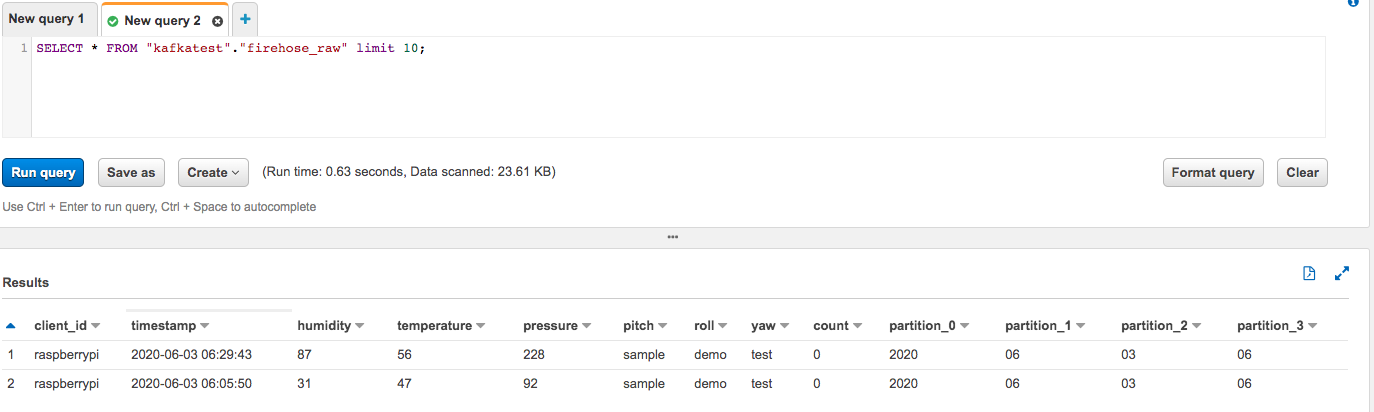 New query 1 New query 2 +
1 SELECT * FROM "kafkatest"."firehose_raw" limit 10;
Run query Save as Create (Run time: 0.63 seconds, Data scanned: 23.61 KB) Format query Clear
Use Ctrl + Enter to run query, Ctrl + Space to autocomplete
Results
client_id timestamp humidity temperature pressure pitch roll yaw count partition_0 partition_1 partition_2 partition_3
1 raspberrypi 2020-06-03 06:29:43 87 56 228 sample demo test 0 2020 06 03 06
2 raspberrypi 2020-06-03 06:05:50 31 47 92 sample demo test 0 2020 06 03 06